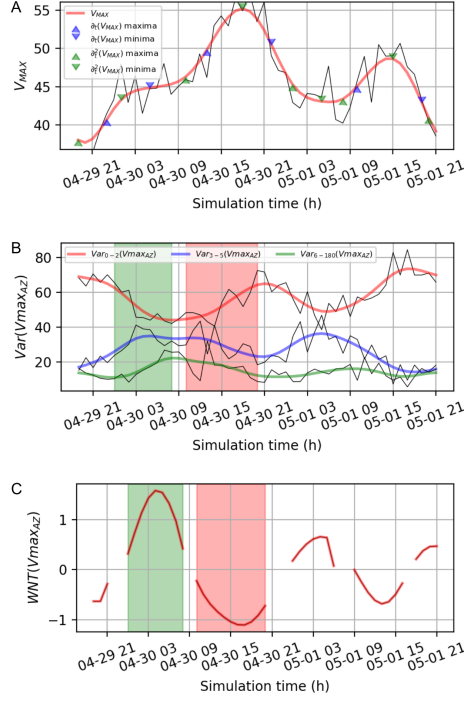 A
55
50
45
40
V_MAX
V_MAX
∂_t(V_MAX) maxima
∂_t(V_MAX) minima
∂_t^2(V_MAX) maxima
∂_t^2(V_MAX) minima
04-29 21
04-30 03
04-30 09
04-30 15
04-30 21
05-01 03
05-01 09
05-01 15
05-01 21
Simulation time (h)
B
80
60
40
20
Var(Vmax_AZ)
Var_0−2(Vmax_AZ) Var_3−5(Vmax_AZ) Var_6−180(Vmax_AZ)
04-29 21
04-30 03
04-30 09
04-30 15
04-30 21
05-01 03
05-01 09
05-01 15
05-01 21
Simulation time (h)
C
1
0
−1
WNT(Vmax_AZ)
04-29 21
04-30 03
04-30 09
04-30 15
04-30 21
05-01 03
05-01 09
05-01 15
05-01 21
Simulation time (h)